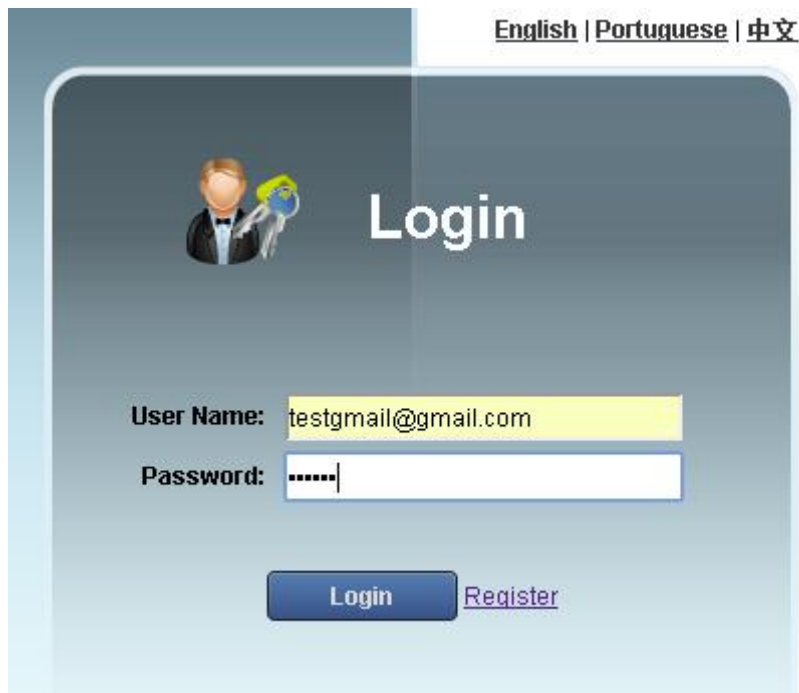 English | Portuguese | 中文
Login
User Name: testgmail@gmail.com
Password: ••••••
Login Register